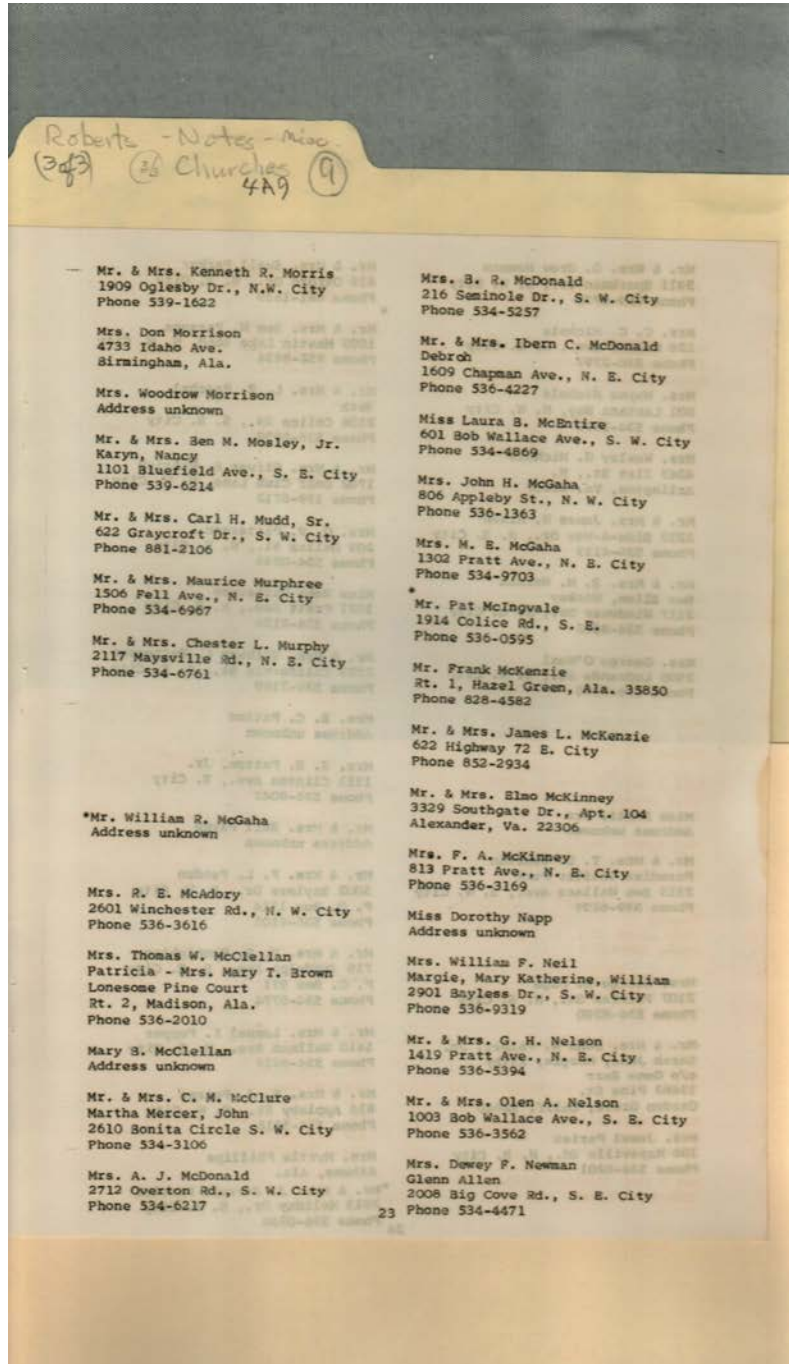 Roberts - Notes - Misc.
(3of3) Churches 9
4A9
Mr. & Mrs. Kenneth R. Morris
1909 Oglesby Dr., N.W. City
Phone 539-1622
Mrs. Don Morrison
4733 Idaho Ave.
Birmingham, Ala.
Mrs. Woodrow Morrison
Address unknown
Mr. & Mrs. Ben M. Mosley, Jr.
Karyn, Nancy
1101 Bluefield Ave., S. E. City
Phone 539-6214
Mr. & Mrs. Carl H. Mudd, Sr.
622 Graycroft Dr., S. W. City
Phone 881-2106
Mr. & Mrs. Maurice Murphree
1506 Fell Ave., N. E. City
Phone 534-6967
Mr. & Mrs. Chester L. Murphy
2117 Maysville Rd., N. E. City
Phone 534-6761
*Mr. William R. McGaha
Address unknown
Mrs. R. E. McAdory
2601 Winchester Rd., N. W. City
Phone 536-3616
Mrs. Thomas W. McClellan
Patricia - Mrs. Mary T. Brown
Lonesome Pine Court
Rt. 2, Madison, Ala.
Phone 536-2010
Mary B. McClellan
Address unknown
Mr. & Mrs. C. M. McClure
Martha Mercer, John
2610 Bonita Circle S. W. City
Phone 534-3106
Mrs. A. J. McDonald
2712 Overton Rd., S. W. City
Phone 534-6217
Mrs. B. R. McDonald
216 Seminole Dr., S. W. City
Phone 534-5257
Mr. & Mrs. Ibern C. McDonald
Debroh
1609 Chapman Ave., N. E. City
Phone 536-4227
Miss Laura B. McEntire
601 Bob Wallace Ave., S. W. City
Phone 534-4869
Mrs. John H. McGaha
806 Appleby St., N. W. City
Phone 536-1363
Mrs. M. E. McGaha
1302 Pratt Ave., N. E. City
Phone 534-9703
*
Mr. Pat McIngvale
1914 Colice Rd., S. E.
Phone 536-0595
Mr. Frank McKenzie
Rt. 1, Hazel Green, Ala. 35850
Phone 828-4582
Mr. & Mrs. James L. McKenzie
622 Highway 72 E. City
Phone 852-2934
Mr. & Mrs. Elmo McKinney
3329 Southgate Dr., Apt. 104
Alexander, Va. 22306
Mrs. F. A. McKinney
813 Pratt Ave., N. E. City
Phone 536-3169
Miss Dorothy Napp
Address unknown
Mrs. William F. Neil
Margie, Mary Katherine, William
2901 Bayless Dr., S. W. City
Phone 536-9319
Mr. & Mrs. G. H. Nelson
1419 Pratt Ave., N. E. City
Phone 536-5394
Mr. & Mrs. Olen A. Nelson
1003 Bob Wallace Ave., S. E. City
Phone 536-3562
Mrs. Dewey F. Newman
Glenn Allen
2008 Big Cove Rd., S. E. City
Phone 534-4471
23